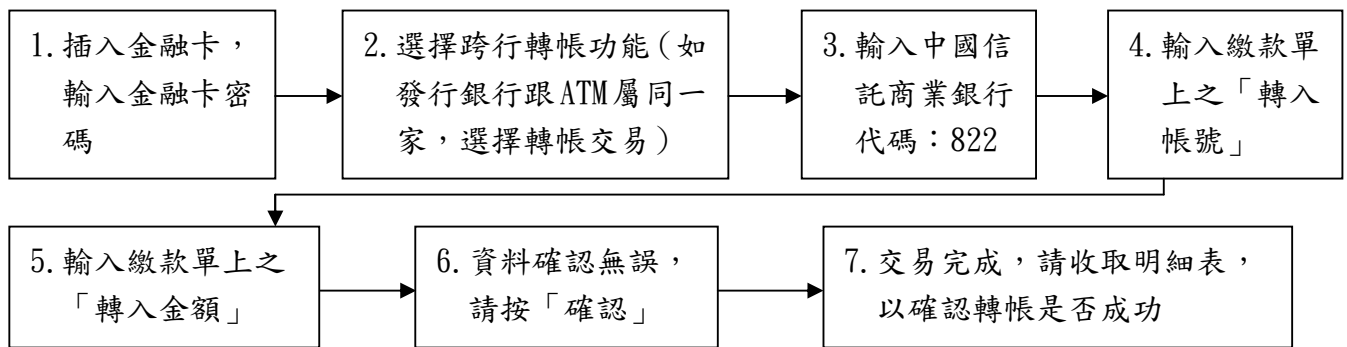 1.插入金融卡，
輸入金融卡密
碼
2.選擇跨行轉帳功能(如
發行銀行跟ATM屬同一
家，選擇轉帳交易)
3.輸入中國信
託商業銀行
代碼：822
4.輸入繳款單
上之「轉入
帳號」
5.輸入繳款單上之
「轉入金額」
6.資料確認無誤，
請按「確認」
7.交易完成，請收取明細表，
以確認轉帳是否成功